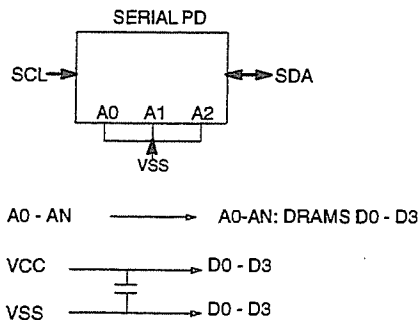 SERIAL PD
SCL SDA
A0 A1 A2
VSS
A0 - AN A0-AN: DRAMS D0 - D3
VCC D0 - D3
VSS D0 - D3